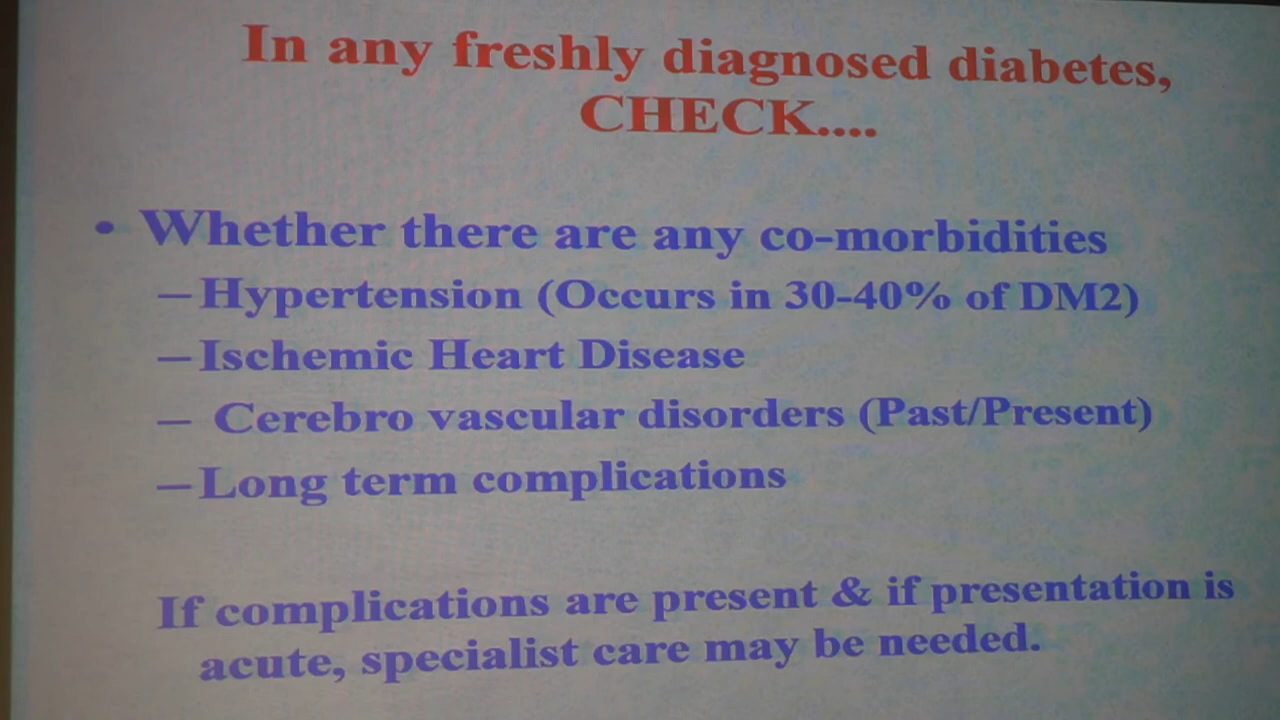 In any freshly diagnosed diabetes,
CHECK....
• Whether there are any co-morbidities
– Hypertension (Occurs in 30-40% of DM2)
– Ischemic Heart Disease
– Cerebro vascular disorders (Past/Present)
– Long term complications
If complications are present & if presentation is
acute, specialist care may be needed.